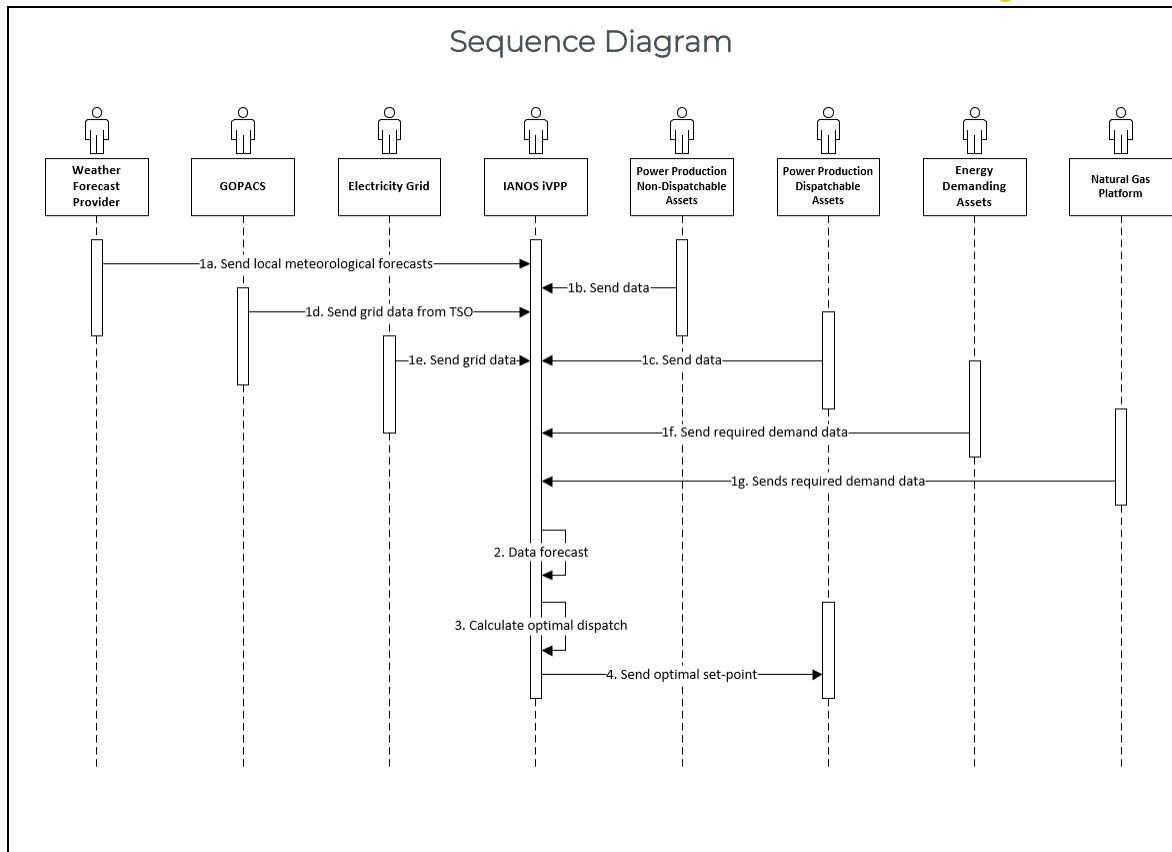 Sequence Diagram
Weather
Forecast
Provider
GOPACS
Electricity Grid
IANOS iVPP
Power Production
Non-Dispatchable
Assets
Power Production
Dispatchable
Assets
Energy
Demanding
Assets
Natural Gas
Platform
1a. Send local meteorological forecasts
1b. Send data
1d. Send grid data from TSO
1e. Send grid data
1c. Send data
1f. Send required demand data
1g. Sends required demand data
2. Data forecast
3. Calculate optimal dispatch
4. Send optimal set-point